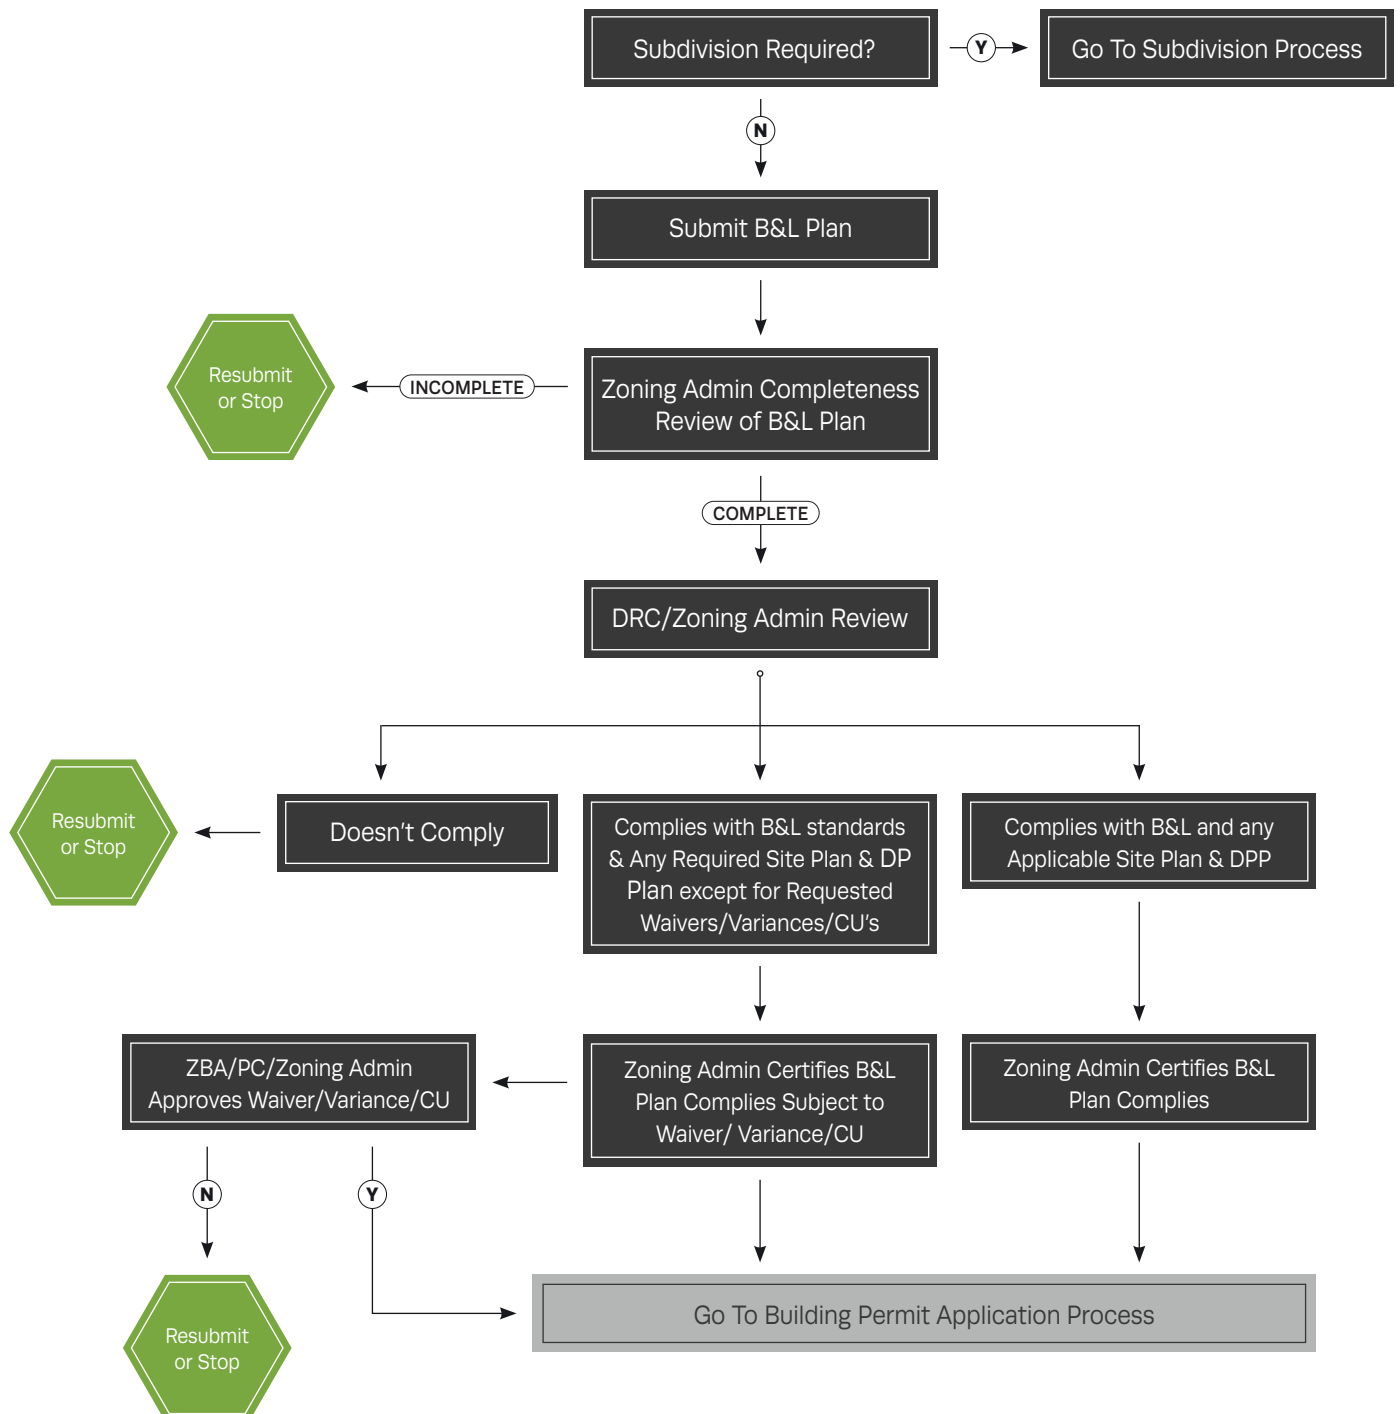 Subdivision Required?
Y
Go To Subdivision Process
N
Submit B&L Plan
Resubmit
or Stop
INCOMPLETE
Zoning Admin Completeness
Review of B&L Plan
COMPLETE
DRC/Zoning Admin Review
Resubmit
or Stop
Doesn't Comply
Complies with B&L standards
& Any Required Site Plan & DP
Plan except for Requested
Waivers/Variances/CU's
Complies with B&L and any
Applicable Site Plan & DPP
ZBA/PC/Zoning Admin
Approves Waiver/Variance/CU
Zoning Admin Certifies B&L
Plan Complies Subject to
Waiver/ Variance/CU
Zoning Admin Certifies B&L
Plan Complies
N
Y
Resubmit
or Stop
Go To Building Permit Application Process